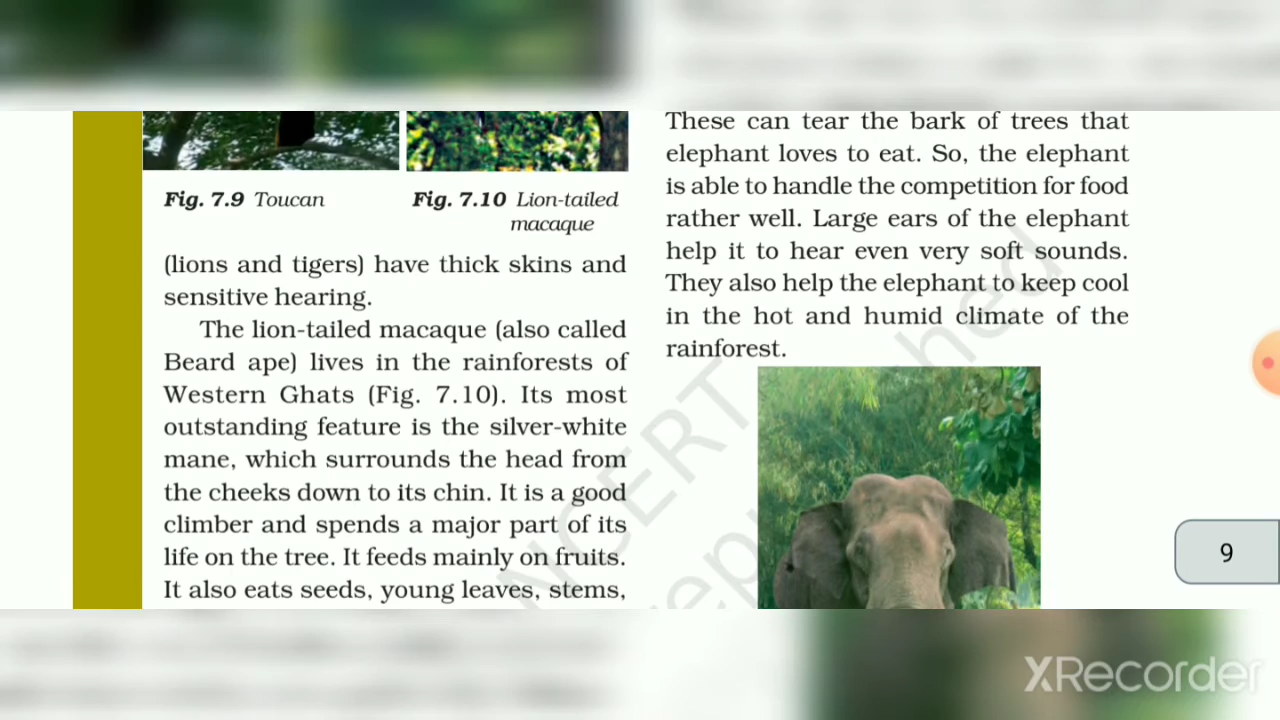 Fig. 7.9 Toucan
Fig. 7.10 Lion-tailed
macaque
(lions and tigers) have thick skins and
sensitive hearing.
The lion-tailed macaque (also called
Beard ape) lives in the rainforests of
Western Ghats (Fig. 7.10). Its most
outstanding feature is the silver-white
mane, which surrounds the head from
the cheeks down to its chin. It is a good
climber and spends a major part of its
life on the tree. It feeds mainly on fruits.
It also eats seeds, young leaves, stems,
These can tear the bark of trees that
elephant loves to eat. So, the elephant
is able to handle the competition for food
rather well. Large ears of the elephant
help it to hear even very soft sounds.
They also help the elephant to keep cool
in the hot and humid climate of the
rainforest.
NCERT
9
XRecorder